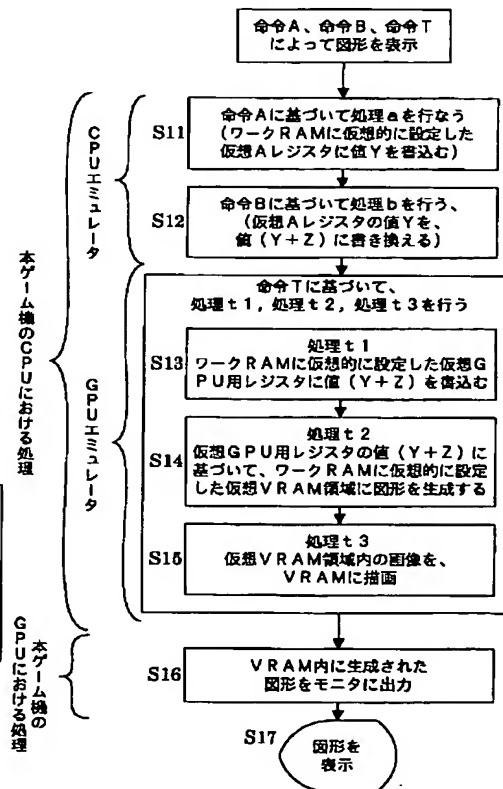 命令A、命令B、命令T
によって図形を表示
S11
命令Aに基づいて処理aを行なう
(ワークRAMに仮想的に設定した
仮想Aレジスタに値Yを書込む)
S12
命令Bに基づいて処理bを行う、
(仮想Aレジスタの値Yを、
値(Y+Z)に書き換える)
命令Tに基づいて、
処理t1,処理t2,処理t3を行う
S13
処理t1
ワークRAMに仮想的に設定した仮想G
PU用レジスタに値(Y+Z)を書込む
S14
処理t2
仮想GPU用レジスタの値(Y+Z)に
基づいて、ワークRAMに仮想的に設定
した仮想VRAM領域に図形を生成する
S15
処理t3
仮想VRAM領域内の画像を、
VRAMに描画
S16
VRAM内に生成された
図形をモニタに出力
S17
図形を
表示
CPUエミュレータ
GPUエミュレータ
本ゲーム機のCPUにおける処理
本ゲーム機の
GPUにおける処理